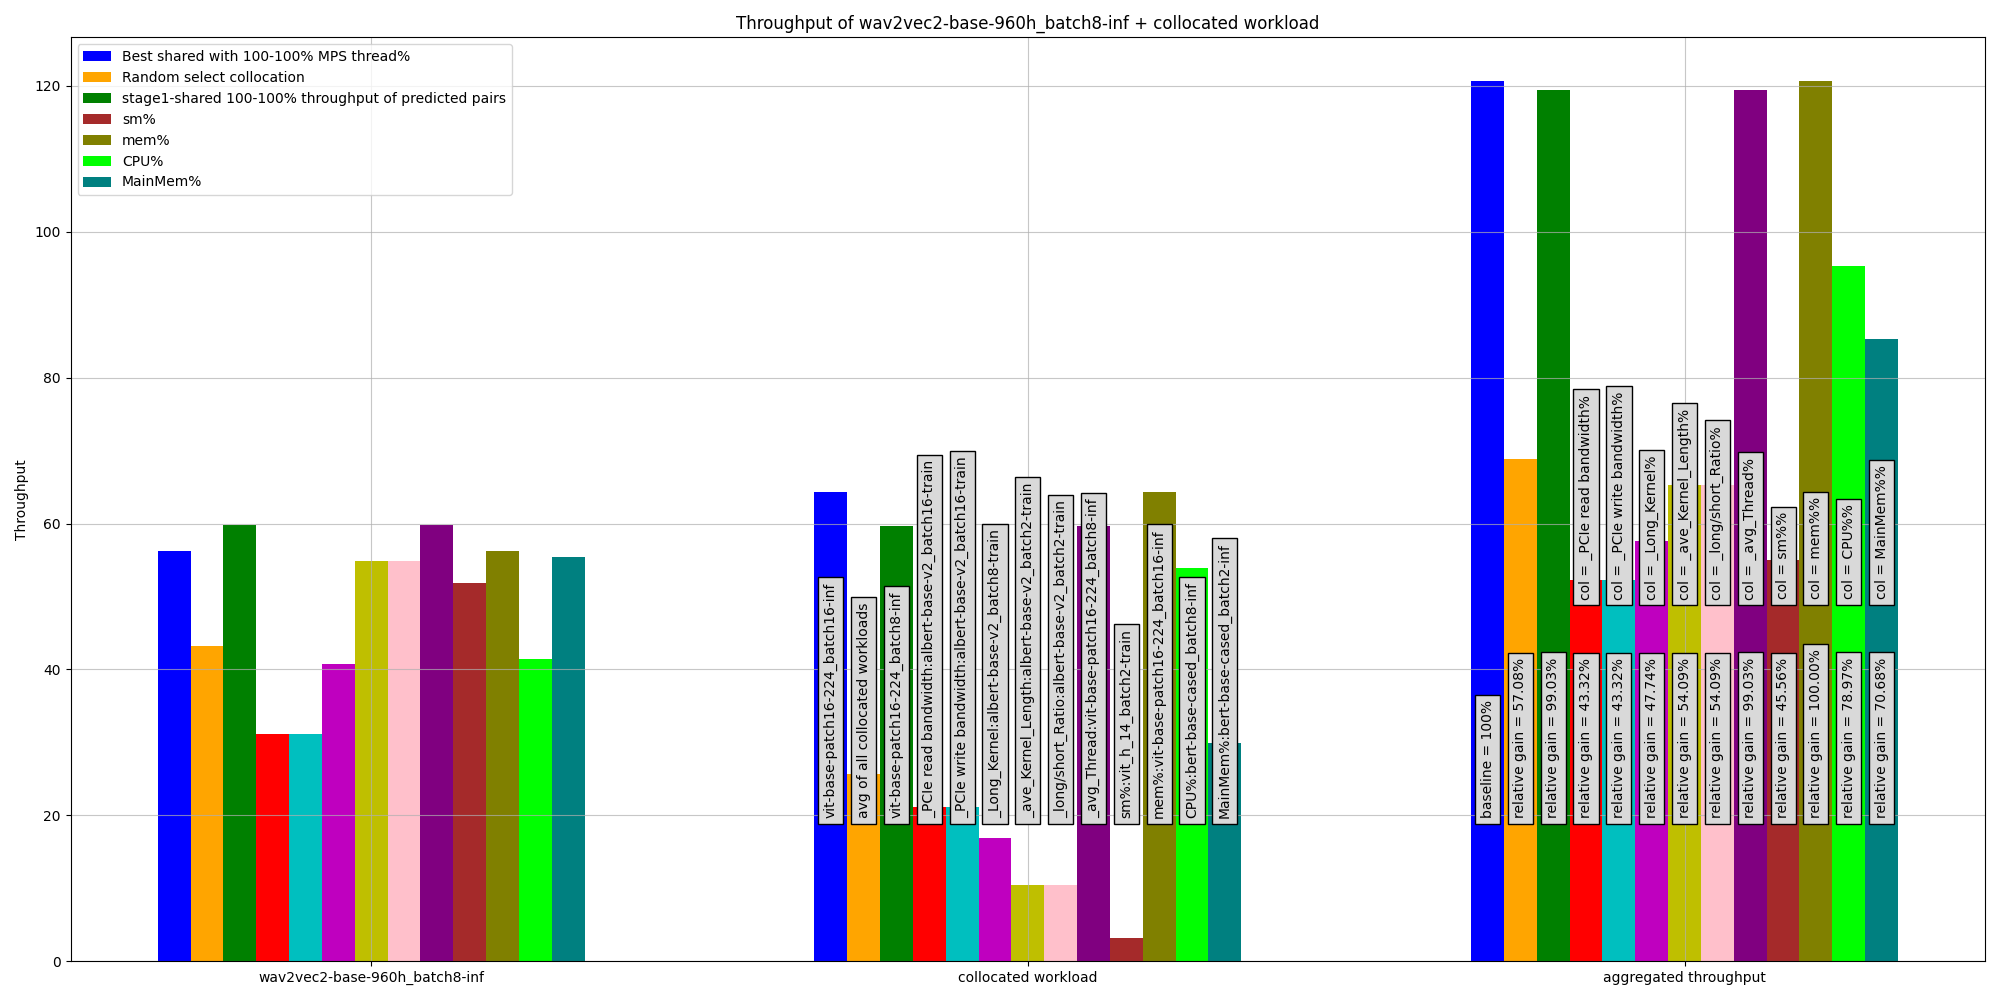 Throughput of wav2vec2-base-960h_batch8-inf + collocated workload
Best shared with 100-100% MPS thread%
Random select collocation
stage1-shared 100-100% throughput of predicted pairs
sm%
mem%
CPU%
MainMem%
Throughput
120
100
80
60
40
20
0
vit-base-patch16-224_batch16-inf
avg of all collocated workloads
vit-base-patch16-224_batch8-inf
_PCIe read bandwidth:albert-base-v2_batch16-train
_PCIe write bandwidth:albert-base-v2_batch16-train
_Long_Kernel:albert-base-v2_batch8-train
_ave_Kernel_Length:albert-base-v2_batch2-train
_long/short_Ratio:albert-base-v2_batch2-train
_avg_Thread:vit-base-patch16-224_batch8-inf
sm%:vit_h_14_batch2-train
mem%:vit-base-patch16-224_batch16-inf
CPU%:bert-base-cased_batch8-inf
MainMem%:bert-base-cased_batch2-inf
col = _PCIe read bandwidth%
col = _PCIe write bandwidth%
col = _Long_Kernel%
col = _ave_Kernel_Length%
col = _long/short_Ratio%
col = _avg_Thread%
col = sm%%
col = mem%%
col = CPU%%
col = MainMem%%
baseline = 100%
relative gain = 57.08%
relative gain = 99.03%
relative gain = 43.32%
relative gain = 43.32%
relative gain = 47.74%
relative gain = 54.09%
relative gain = 54.09%
relative gain = 99.03%
relative gain = 45.56%
relative gain = 100.00%
relative gain = 78.97%
relative gain = 70.68%
wav2vec2-base-960h_batch8-inf
collocated workload
aggregated throughput